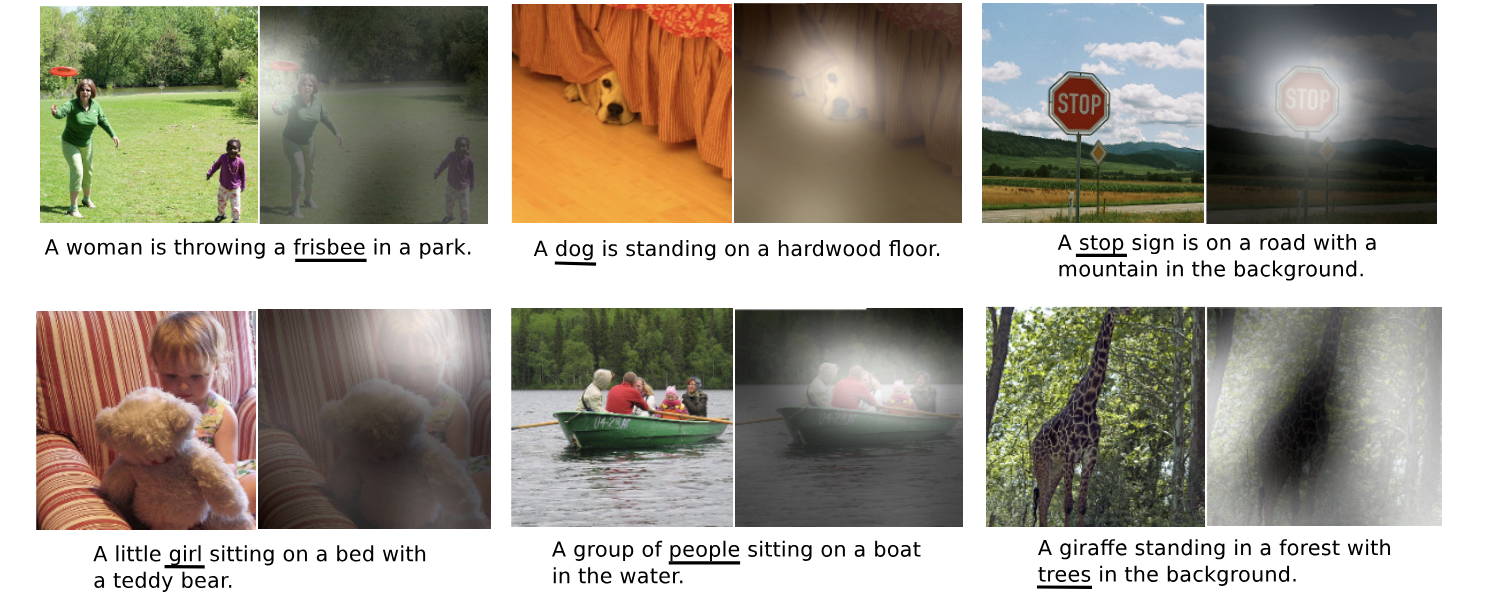 STOP
STOP
A woman is throwing a frisbee in a park.
A dog is standing on a hardwood floor.
A stop sign is on a road with a
mountain in the background.
A little girl sitting on a bed with
a teddy bear.
A group of people sitting on a boat
in the water.
A giraffe standing in a forest with
trees in the background.